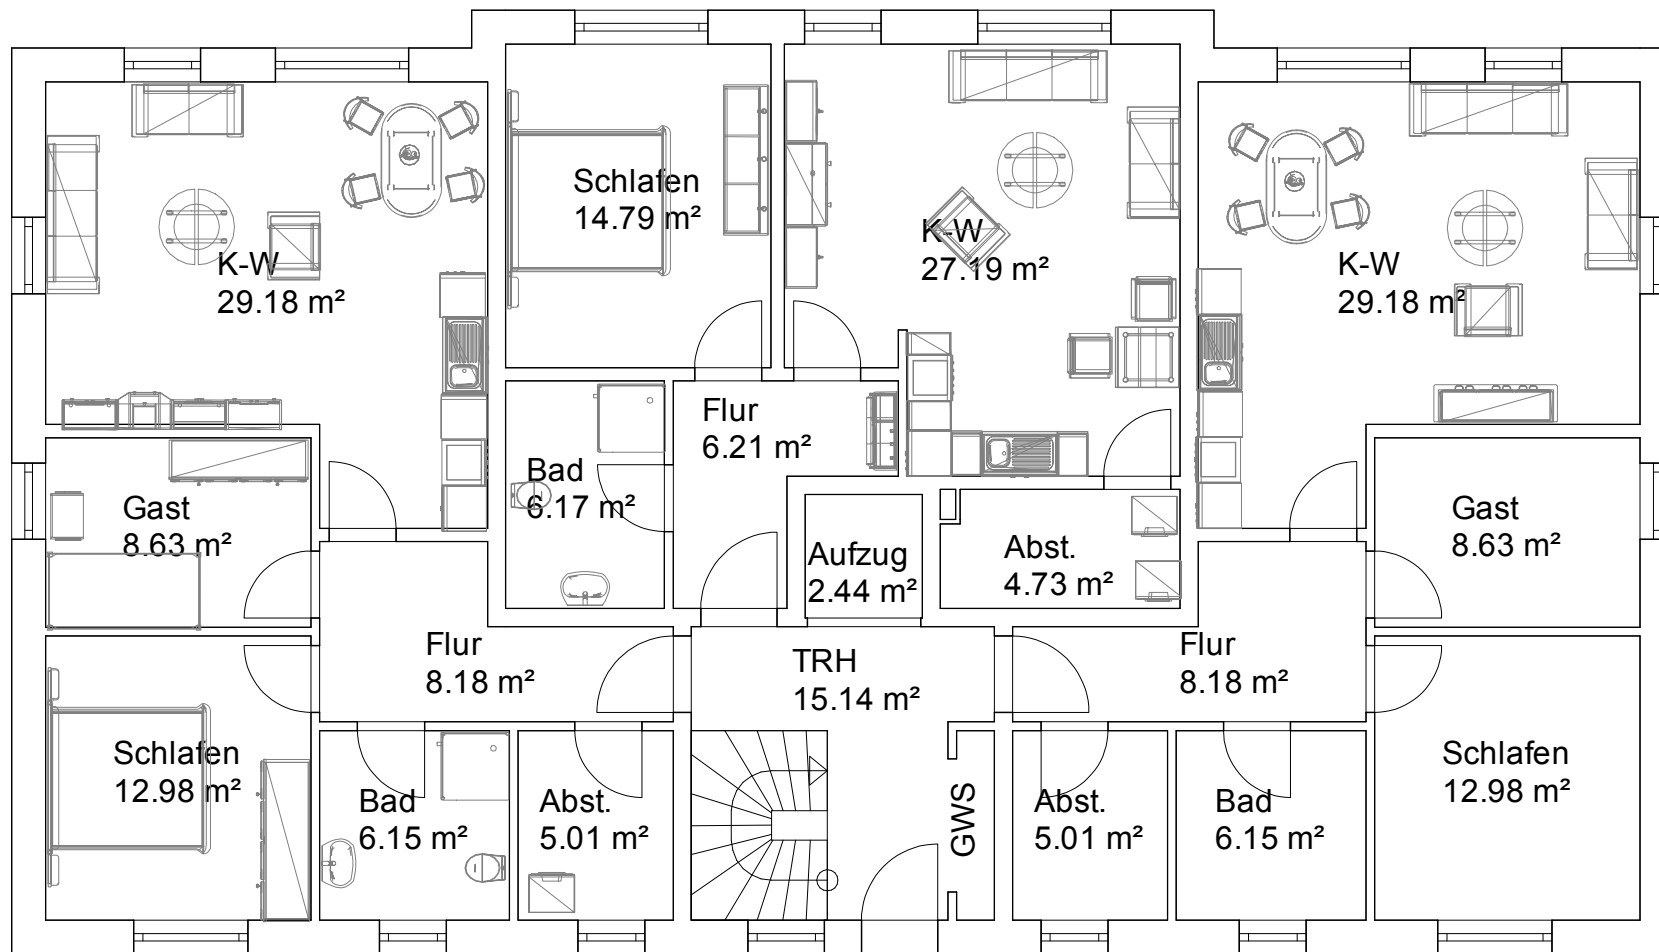 Schlafen
14.79 m²
K-W
27.19 m²
K-W
29.18 m²
K-W
29.18 m²
Flur
6.21 m²
Bad
6.17 m²
Gast
8.63 m²
Gast
8.63 m²
Aufzug
2.44 m²
Abst.
4.73 m²
Flur
8.18 m²
TRH
15.14 m²
Flur
8.18 m²
Schlafen
12.98 m²
Bad
6.15 m²
Abst.
5.01 m²
GWS
Abst.
5.01 m²
Bad
6.15 m²
Schlafen
12.98 m²